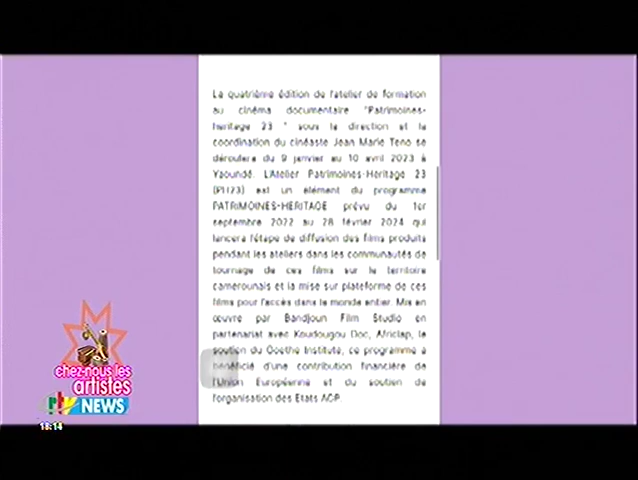 La quatrième édition de l'atelier de formation
au cinéma documentaire "Patrimoines-
heritage 23 " sous la direction et la
coordination du cinéaste Jean Marie Teno se
déroulera du 9 janvier au 10 avril 2023 à
Yaoundé. L'Atelier Patrimoines-Heritage 23
(PH23) est un élément du programme
PATRIMOINES-HERITAGE prévu du 1er
septembre 2022 au 28 février 2024 qui
lancera l'étape de diffusion des films produits
pendant les ateliers dans les communautés de
tournage de ces films sur le territoire
camerounais et la mise sur plateforme de ces
films pour l'accès dans le monde entier. Mis en
œuvre par Bandjoun Film Studio en
partenariat avec Koudougou Doc, Africlap, le
soutien du Goethe Institute, ce programme a
bénéficié d'une contribution financière de
l'Union Européenne et du soutien de
l'organisation des Etats ACP
chez-nous les
artistes
NEWS
18:14